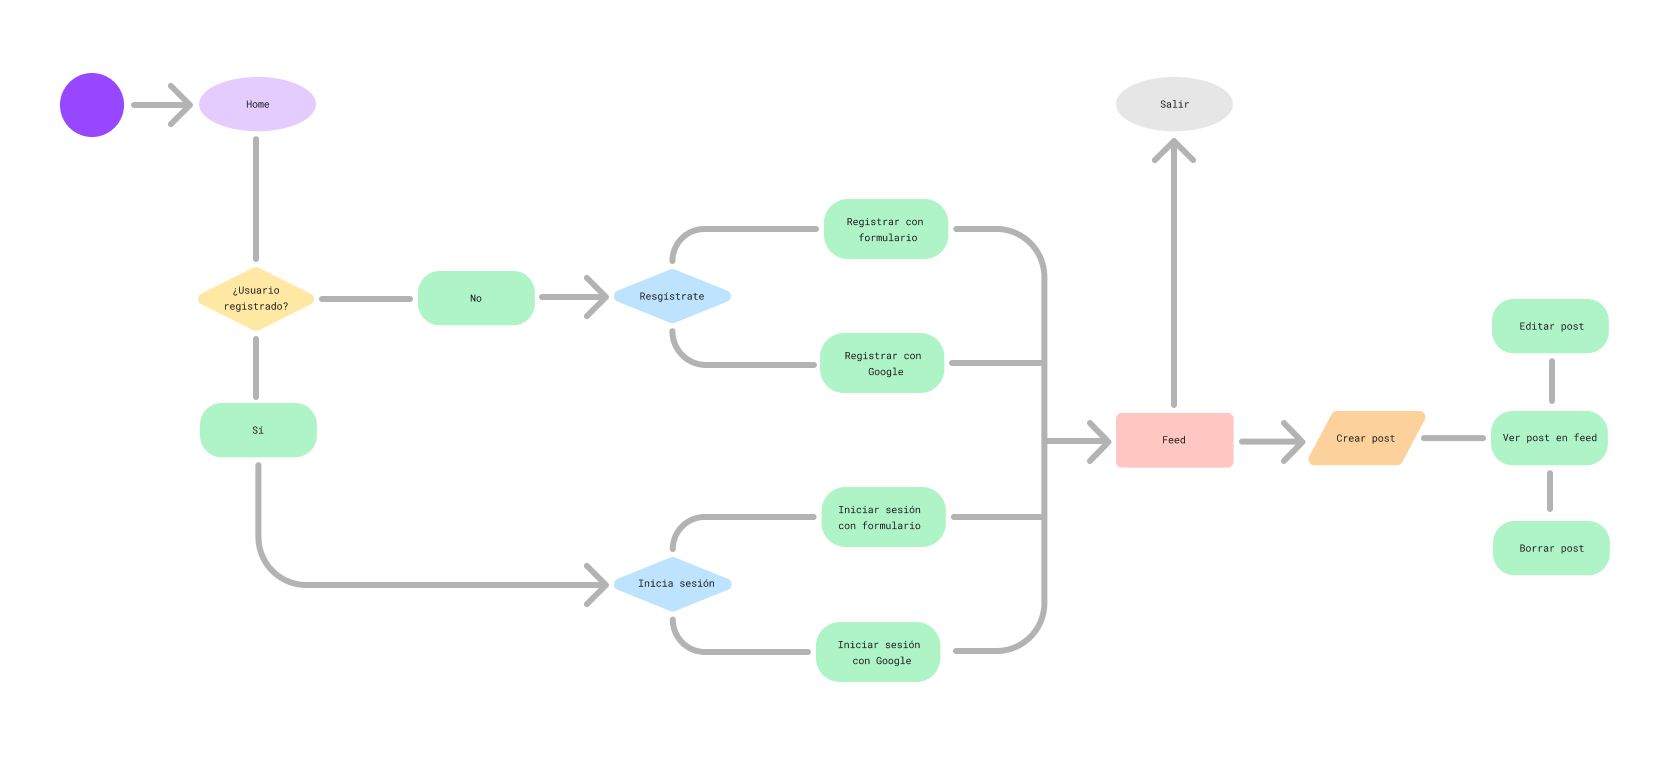 Home
Salir
Registrar con
formulario
¿Usuario
registrado?
No
Resgístrate
Registrar con
Google
Sí
Feed
Crear post
Editar post
Ver post en feed
Borrar post
Iniciar sesión
con formulario
Inicia sesión
Iniciar sesión
con Google